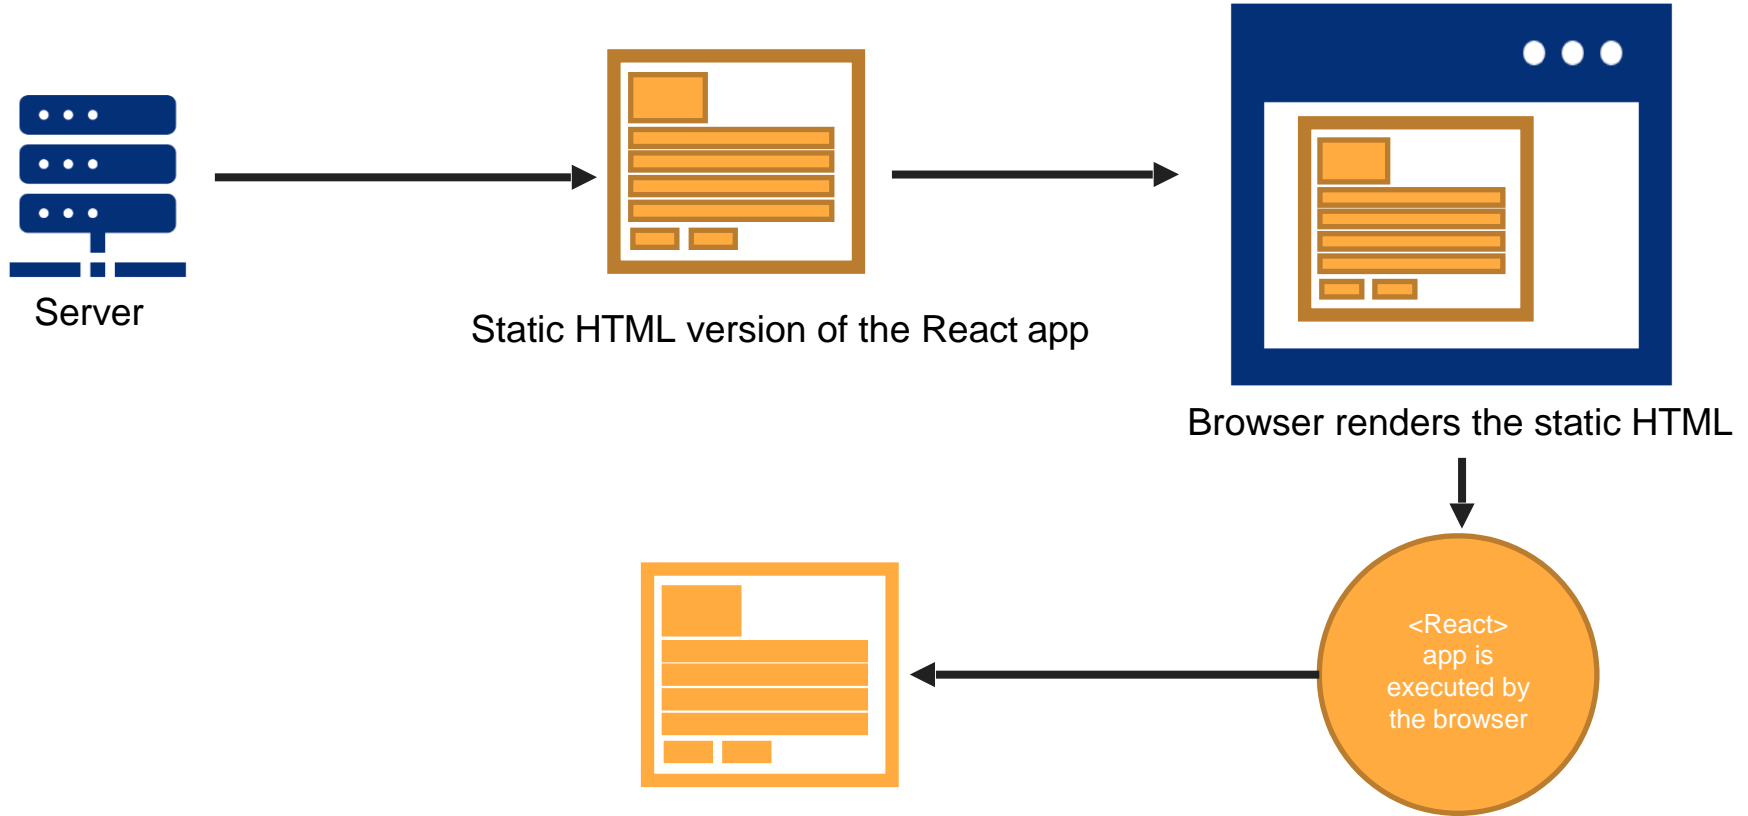 Server
Static HTML version of the React app
Browser renders the static HTML
<React>
app is
executed by
the browser